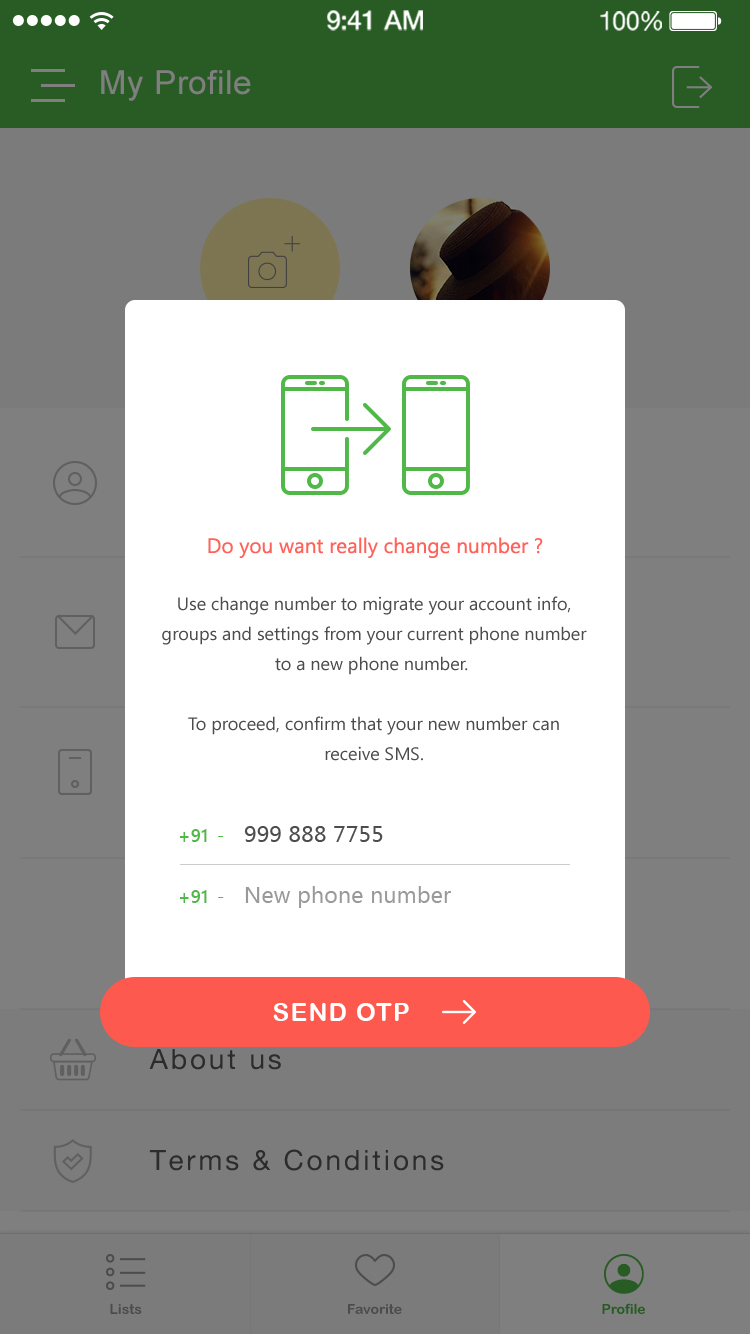 9:41 AM
100%
My Profile
Do you want really change number ?
Use change number to migrate your account info,
groups and settings from your current phone number
to a new phone number.
To proceed, confirm that your new number can
receive SMS.
+91 - 999 888 7755
+91 - New phone number
SEND OTP
About us
Terms & Conditions
Lists
Favorite
Profile